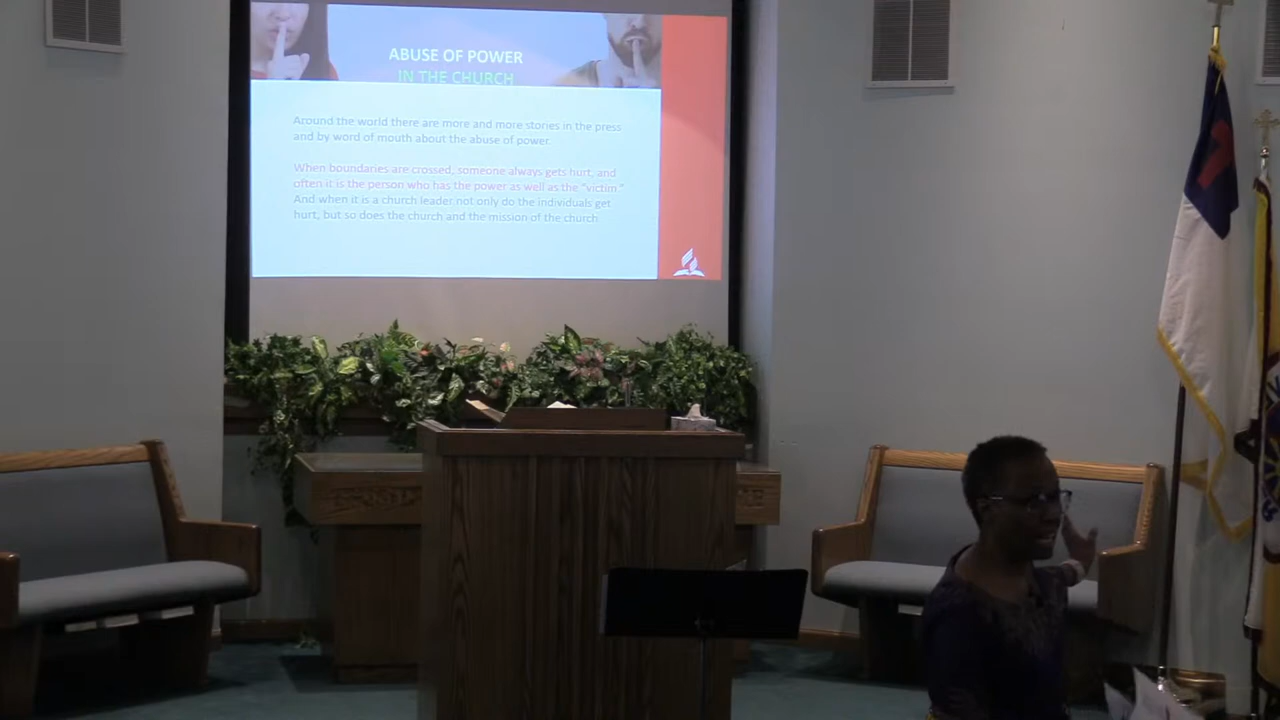 ABUSE OF POWER
IN THE CHURCH
Around the world there are more and more stories in the press
and by word of mouth about the abuse of power.
When boundaries are crossed, someone always gets hurt, and
often it is the person who has the power as well as the "victim."
And when it is a church leader not only do the individuals get
hurt, but so does the church and the mission of the church